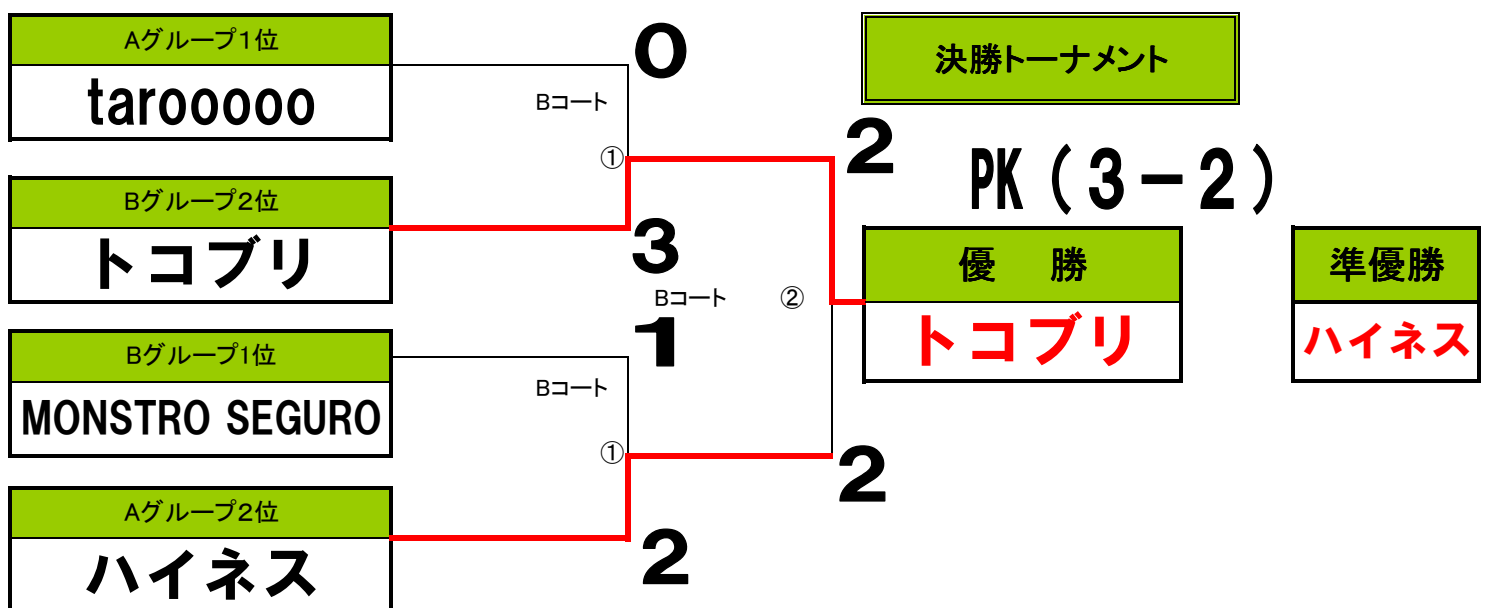 Aグループ1位
tarooooo
0
Bコート
①
Bグループ2位
トコブリ
3
Bグループ1位
MONSTRO SEGURO
1
Bコート
①
Aグループ2位
ハイネス
2
Bコート ②
2
2
決勝トーナメント
PK（3－2）
優 勝
トコブリ
準優勝
ハイネス